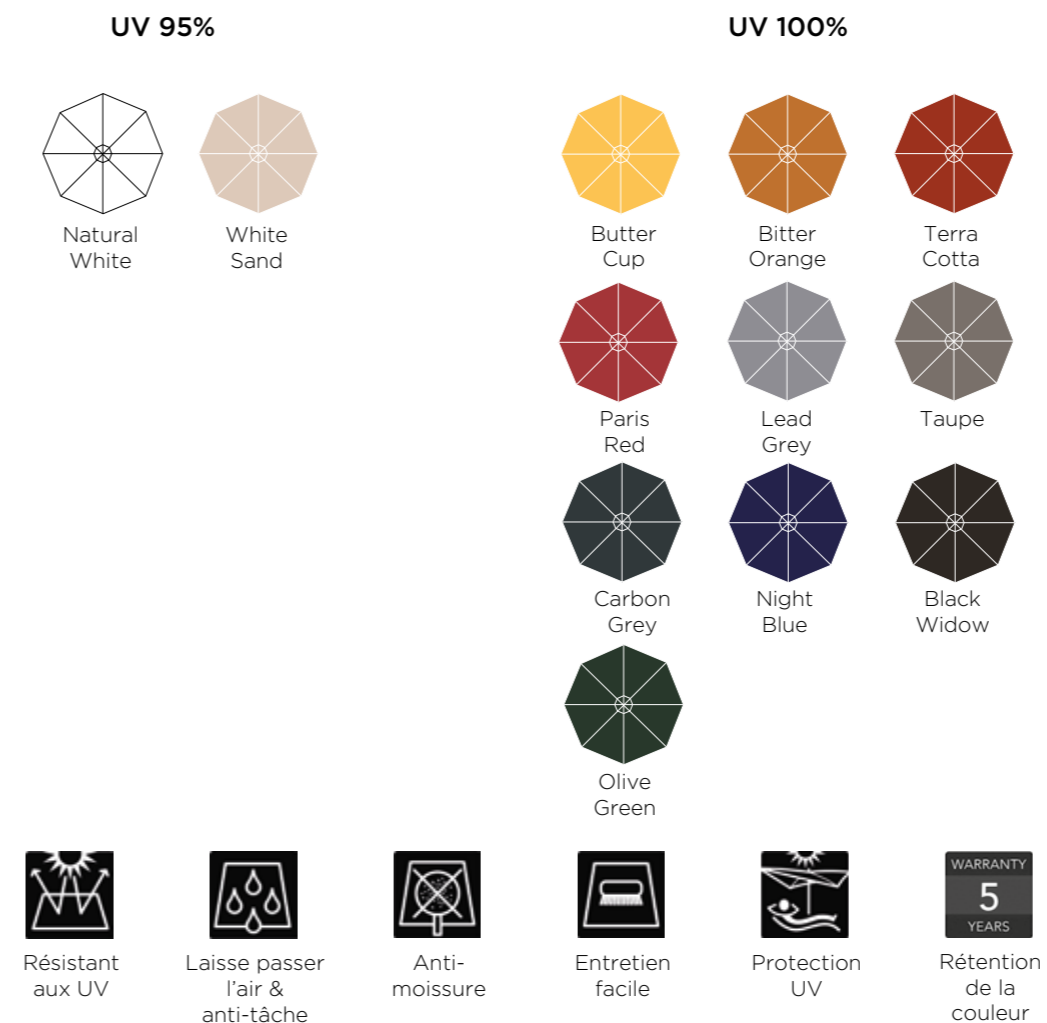 UV 95%
UV 100%
Natural
White
White
Sand
Butter
Cup
Bitter
Orange
Terra
Cotta
Paris
Red
Lead
Grey
Taupe
Carbon
Grey
Night
Blue
Black
Widow
Olive
Green
Résistant
aux UV
Laisse passer
l'air &
anti-tâche
Anti-
moissure
Entretien
facile
Protection
UV
WARRANTY
5
YEARS
Rétention
de la
couleur